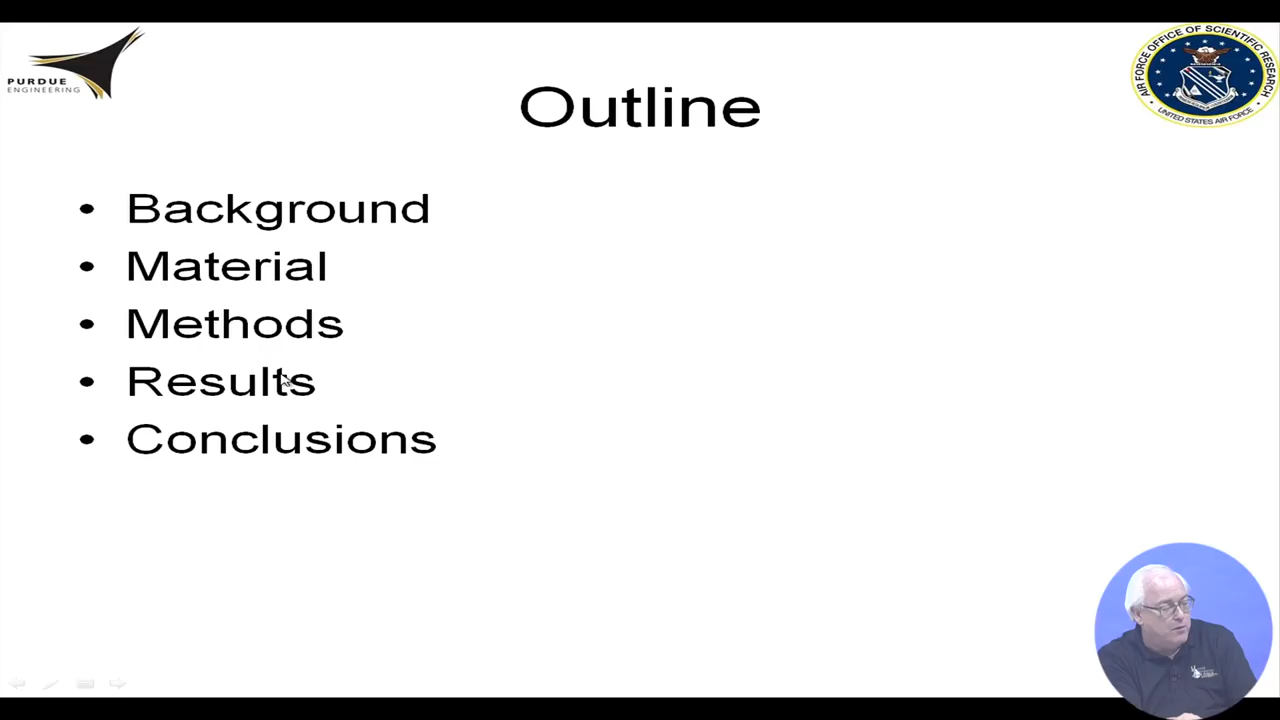 PURDUE
ENGINEERING
AIR FORCE OFFICE OF SCIENTIFIC RESEARCH
UNITED STATES AIR FORCE
Outline
• Background
• Material
• Methods
• Results
• Conclusions